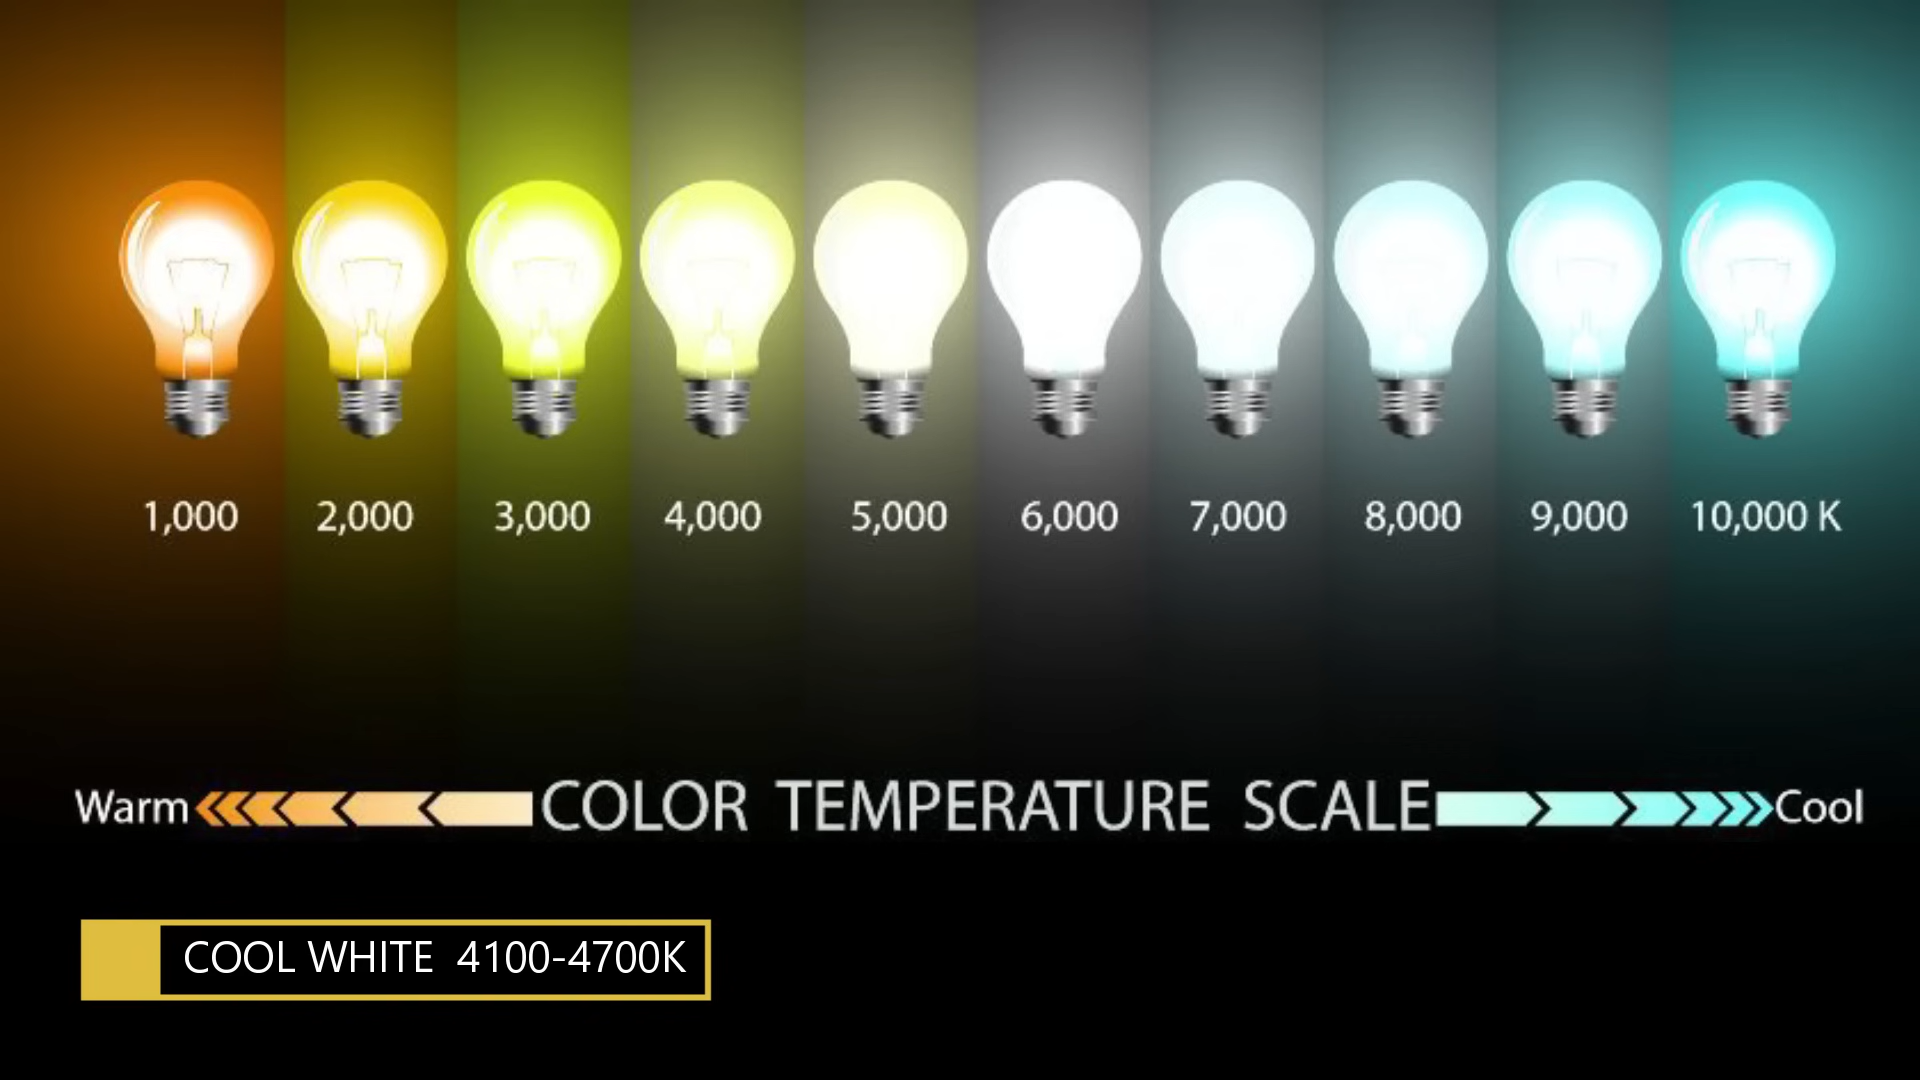 1,000 2,000 3,000 4,000 5,000 6,000 7,000 8,000 9,000 10,000 K
Warm COLOR TEMPERATURE SCALE Cool
COOL WHITE 4100-4700K